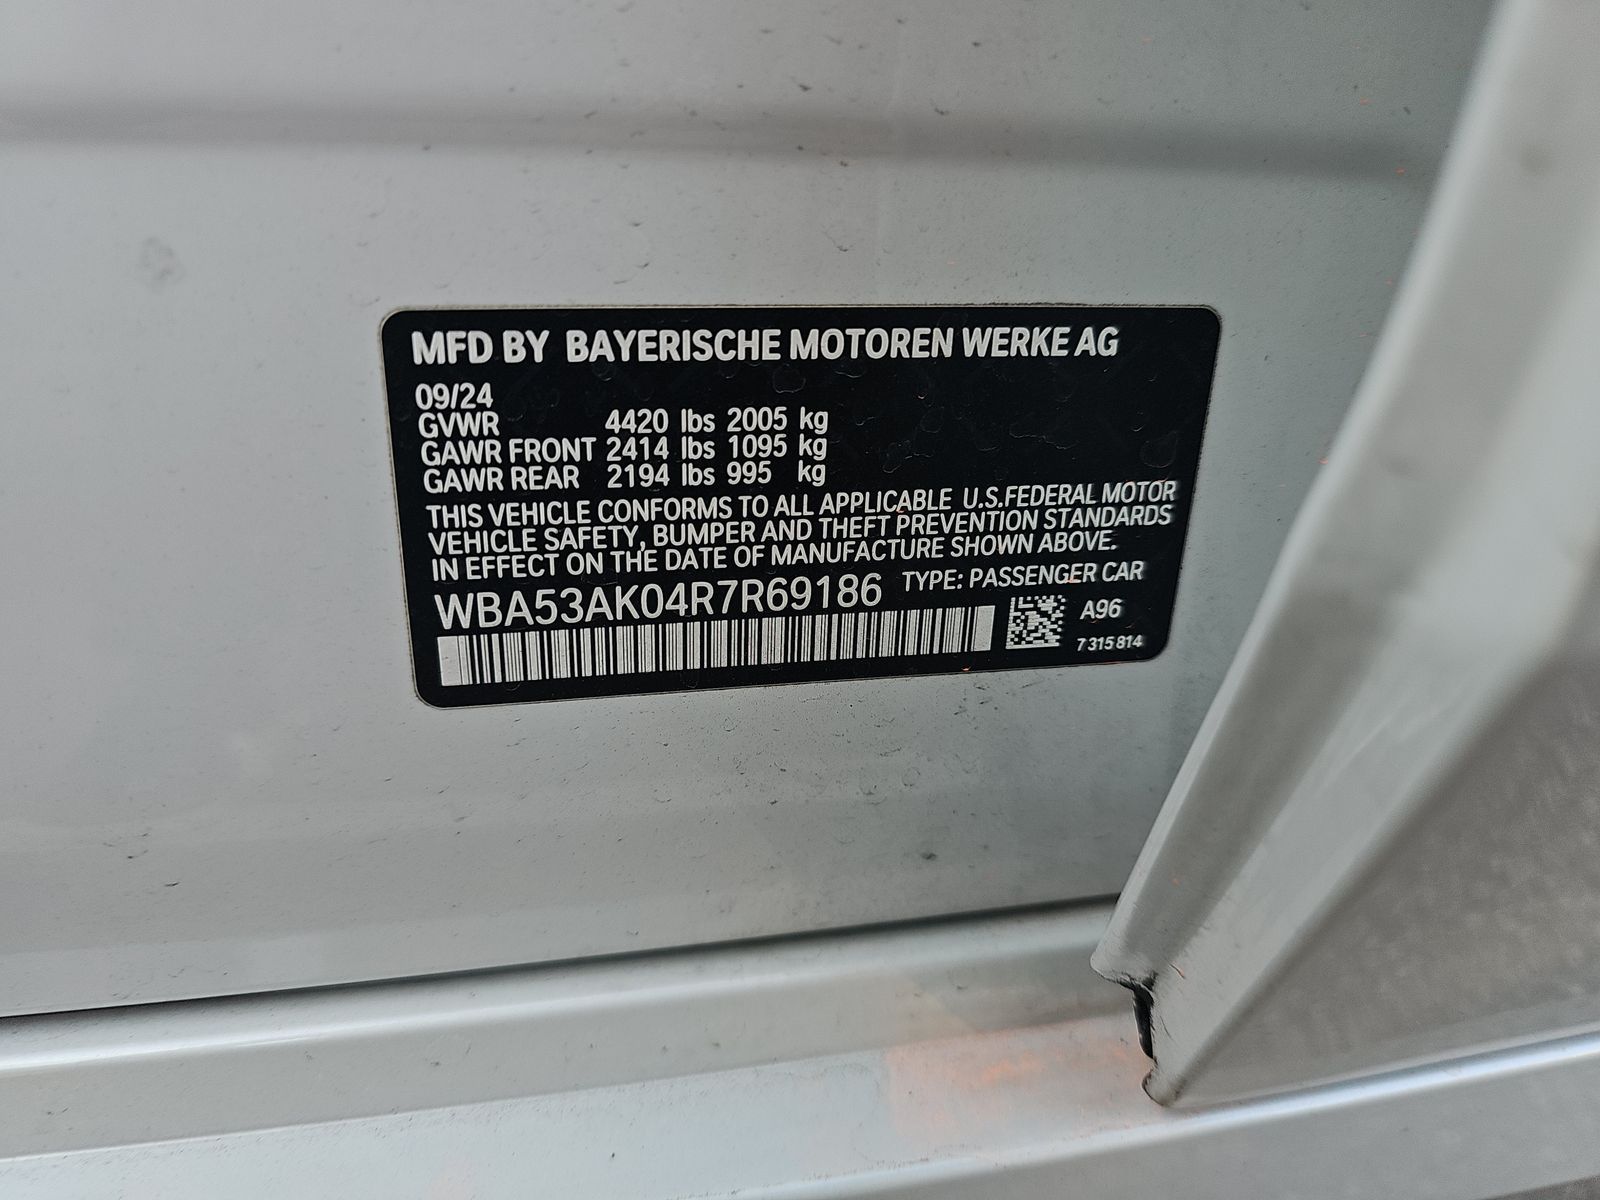 MFD BY BAYERISCHE MOTOREN WERKE AG
09/24
GVWR 4420 lbs 2005 kg
GAWR FRONT 2414 lbs 1095 kg
GAWR REAR 2194 lbs 995 kg
THIS VEHICLE CONFORMS TO ALL APPLICABLE U.S.FEDERAL MOTOR
VEHICLE SAFETY, BUMPER AND THEFT PREVENTION STANDARDS
IN EFFECT ON THE DATE OF MANUFACTURE SHOWN ABOVE.
WBA53AK04R7R69186 TYPE: PASSENGER CAR
A96
7 315 814